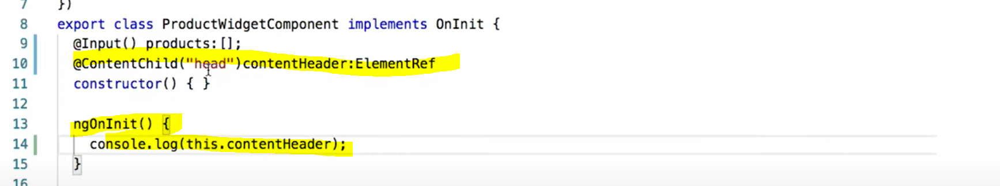 7 })
8 export class ProductWidgetComponent implements OnInit {
9 @Input() products:[];
10 @ContentChild("head")contentHeader:ElementRef
11 constructor() { }
12
13 ngOnInit() {
14 console.log(this.contentHeader);
15 }
16